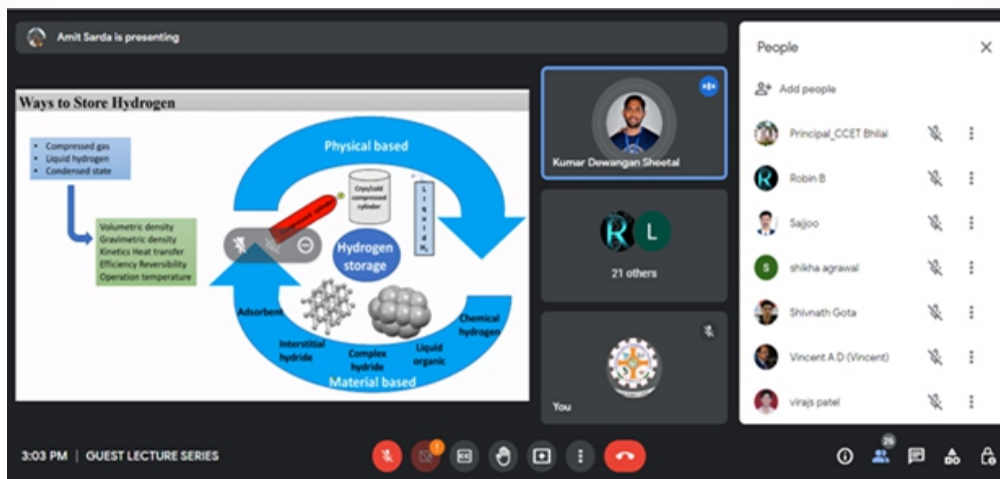 Amit Sarda is presenting
Ways to Store Hydrogen
• Compressed gas
• Liquid hydrogen
• Condensed state
Volumetric density
Gravimetric density
Kinetics Heat transfer
Efficiency Reversibility
Operation temperature
Physical based
Cryo/cold
compressed
cylinder
Liquid H₂
Hydrogen
storage
Adsorbent
Interstitial
hydride
Complex
hydride
Liquid
organic
Chemical
hydrogen
Material based
Kumar Dewangan Sheetal
R
L
21 others
You
People
Add people
Principal_CCET Bhilai
Robin B
Sajjoo
S
shikha agrawal
Shivnath Gota
Vincent A D (Vincent)
virajs patel
3:03 PM | GUEST LECTURE SERIES